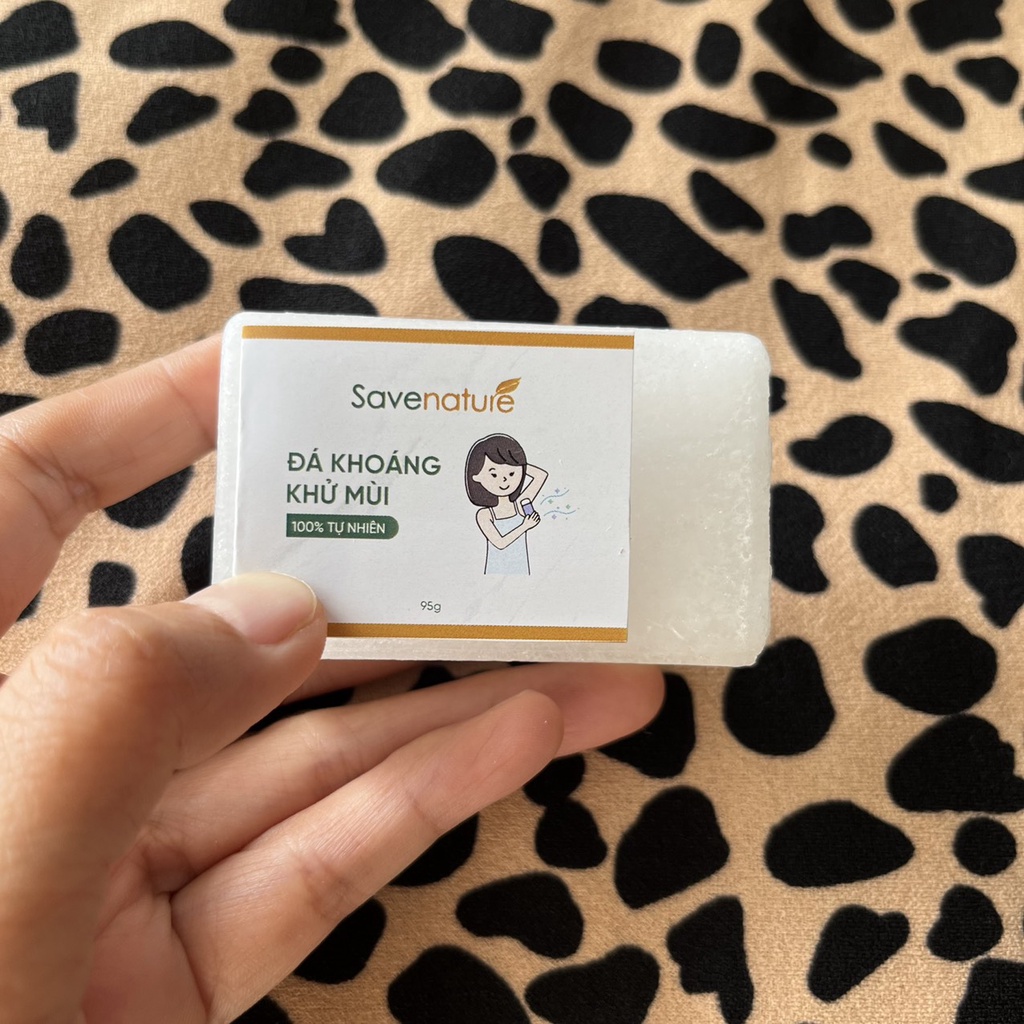 Savenature
ĐÁ KHOÁNG
KHỬ MÙI
100% TỰ NHIÊN
95g